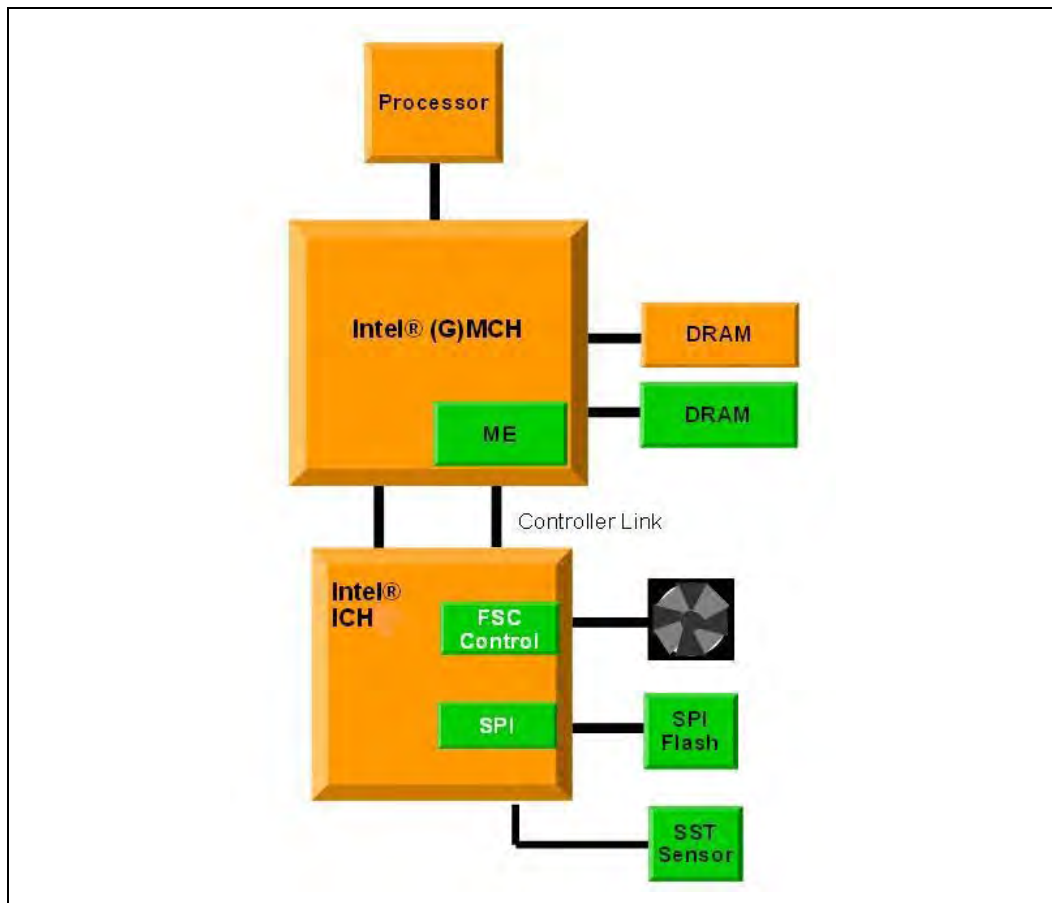 Processor
Intel® (G)MCH
DRAM
ME
DRAM
Controller Link
Intel®
ICH
FSC
Control
SPI
SPI
Flash
SST
Sensor